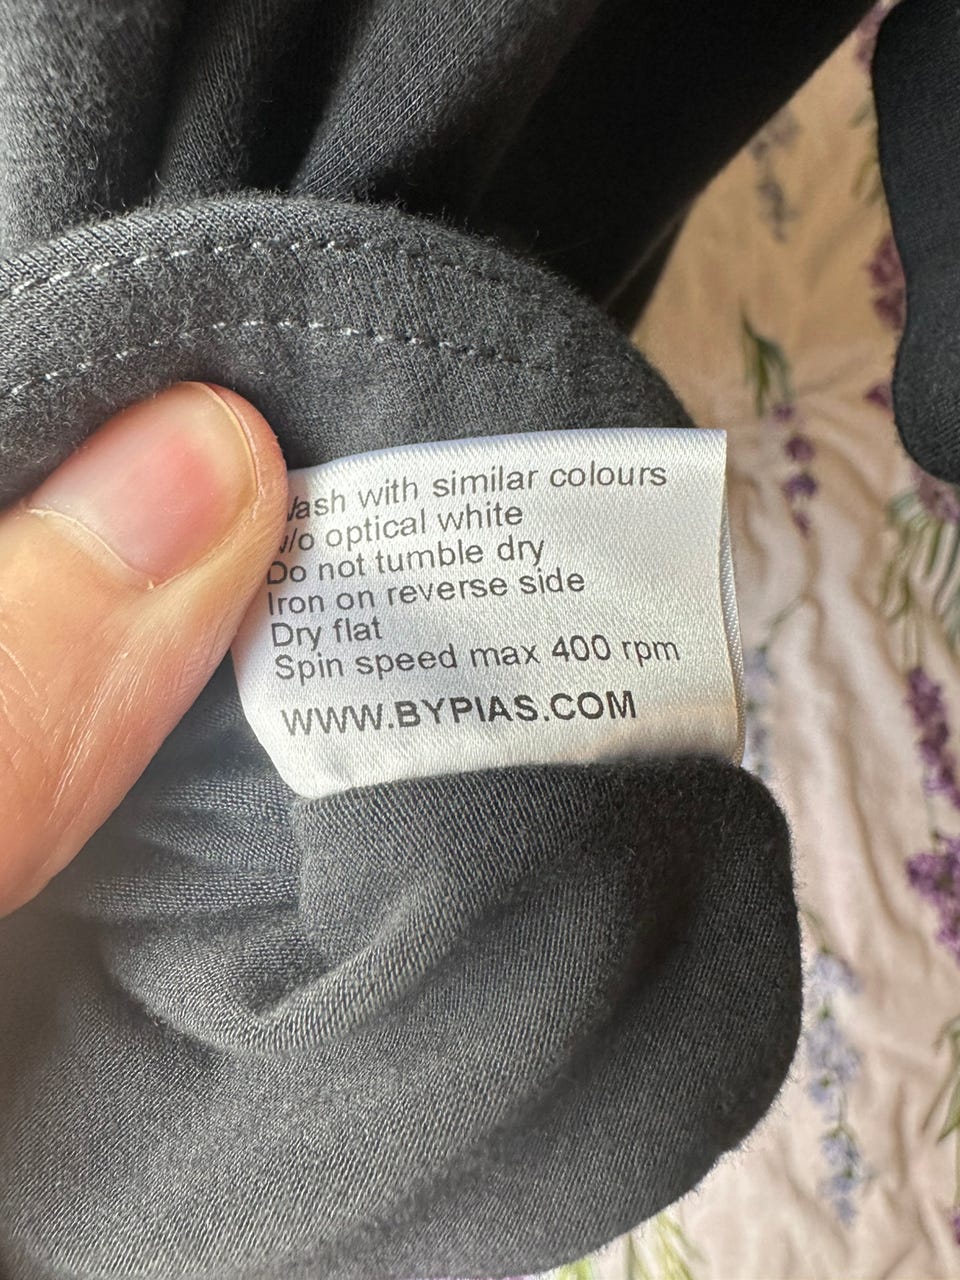 Wash with similar colours
w/o optical white
Do not tumble dry
Iron on reverse side
Dry flat
Spin speed max 400 rpm
WWW.BYPIAS.COM